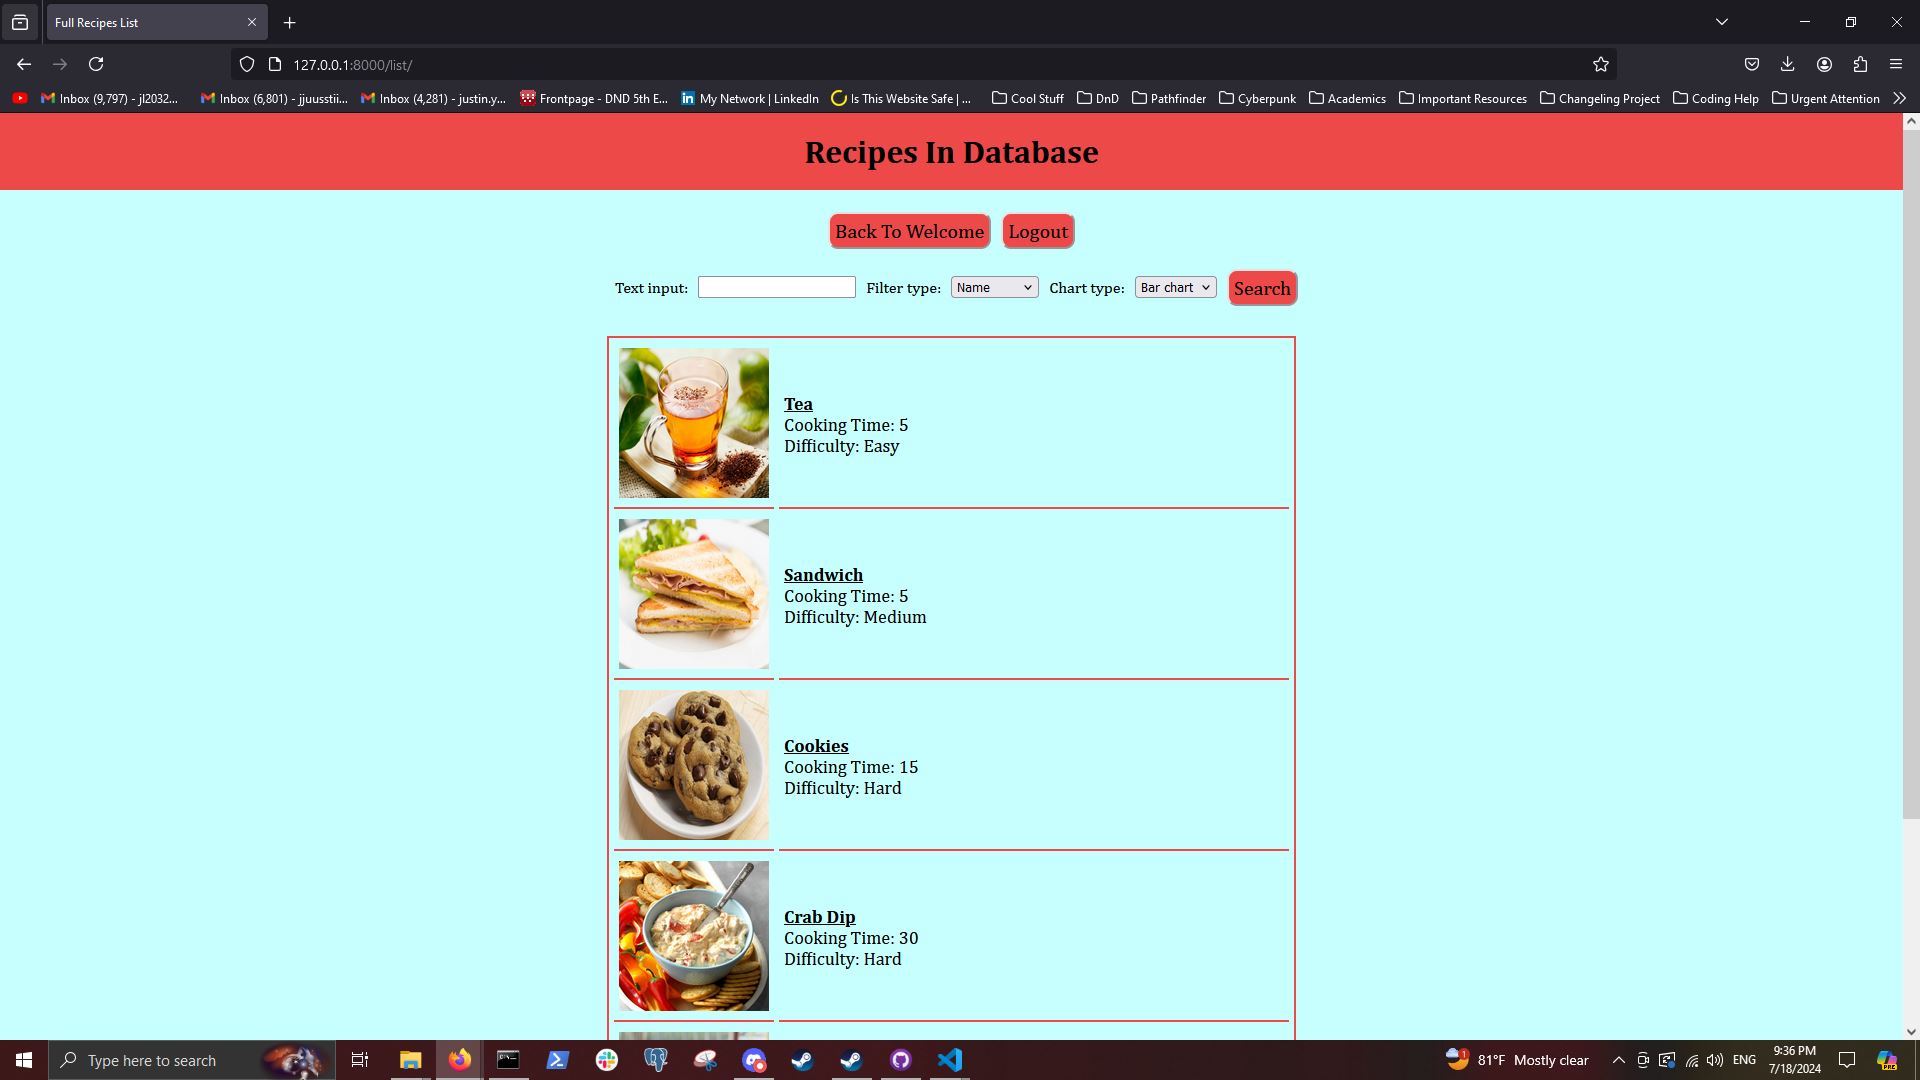 Full Recipes List
127.0.0.1:8000/list/
Inbox (9,797) - jl2032...
Inbox (6,801) - jjuusstii...
Inbox (4,281) - justin.y...
Frontpage - DND 5th E...
My Network | LinkedIn
Is This Website Safe | ...
Cool Stuff
DnD
Pathfinder
Cyberpunk
Academics
Important Resources
Changeling Project
Coding Help
Urgent Attention
Recipes In Database
Back To Welcome
Logout
Text input:
Filter type:
Name
Chart type:
Bar chart
Search
Tea
Cooking Time: 5
Difficulty: Easy
Sandwich
Cooking Time: 5
Difficulty: Medium
Cookies
Cooking Time: 15
Difficulty: Hard
Crab Dip
Cooking Time: 30
Difficulty: Hard
Type here to search
81°F Mostly clear
ENG
9:36 PM
7/18/2024